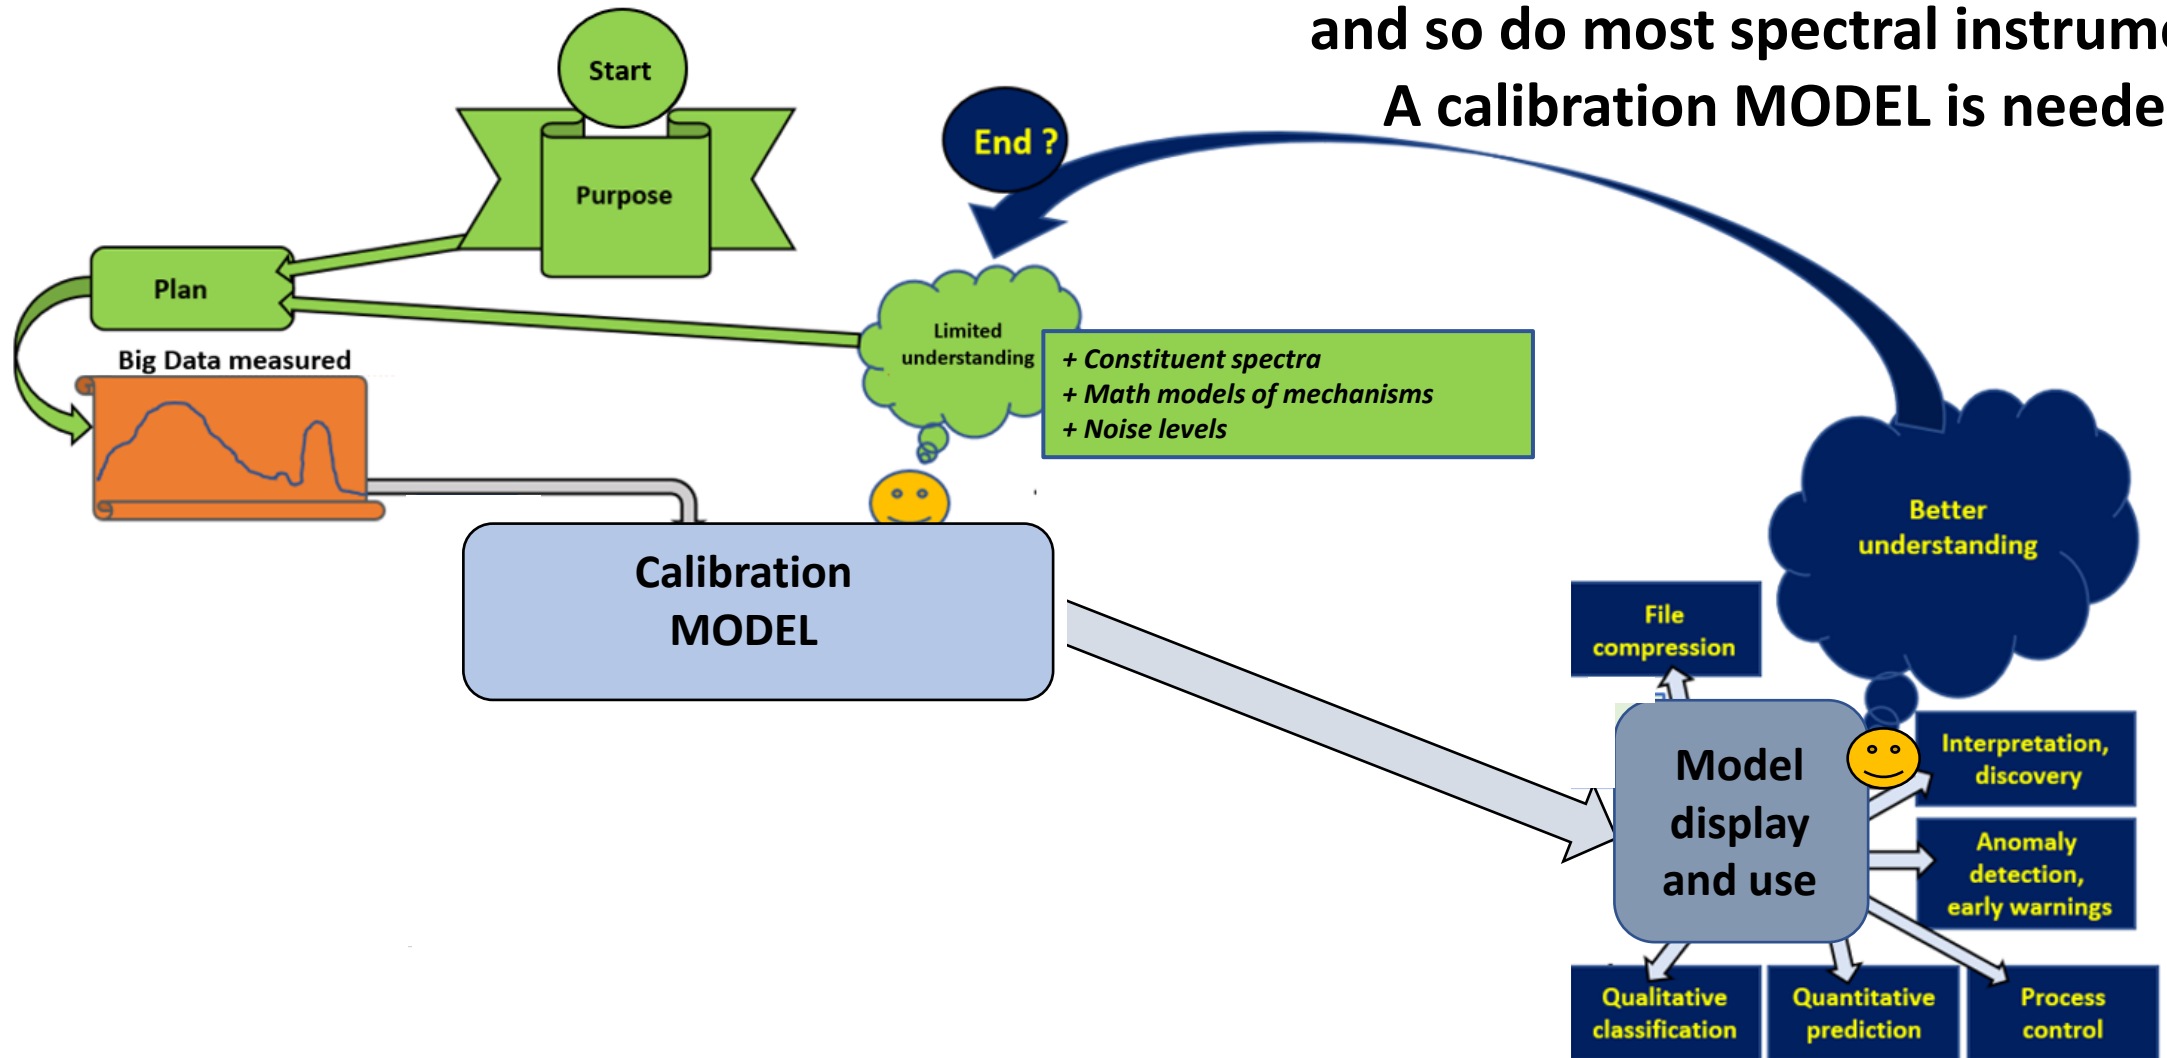 and so do most spectral instrum
A calibration MODEL is neede
Start
End ?
Purpose
Plan
Big Data measured
Limited
understanding
+ Constituent spectra
+ Math models of mechanisms
+ Noise levels
Calibration
MODEL
Better
understanding
File
compression
Model
display
and use
Interpretation,
discovery
Anomaly
detection,
early warnings
Qualitative
classification
Quantitative
prediction
Process
control